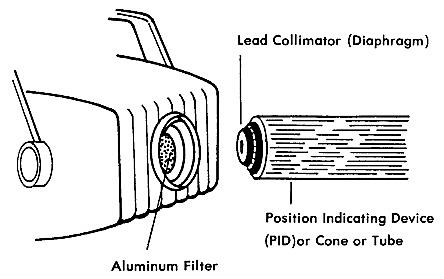 Lead Collimator (Diaphragm)
Position Indicating Device
(PID)or Cone or Tube
Aluminum Filter